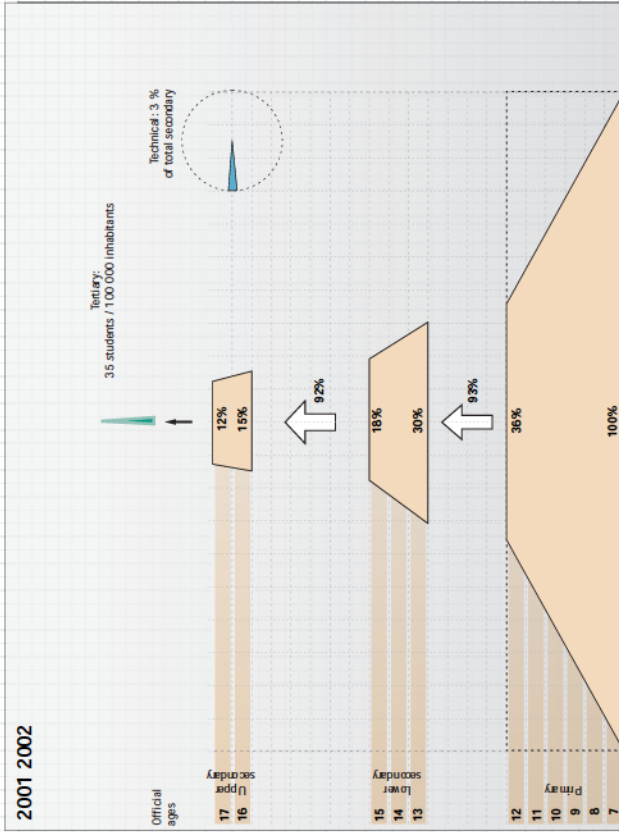 2001 2002
Tertiary:
35 students / 100 000 inhabitants
Technical: 3 %
of total secondary
Official
ages
17
16
Upper
secondary
12%
15%
92%
15
14
13
Lower
secondary
18%
30%
93%
12
11
10
9
8
7
Primary
36%
100%